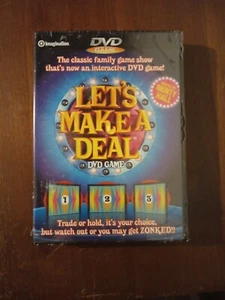 imagination
DVD
GAME
The classic family game show
that's now an interactive DVD game!
LET'S
MAKE A
DEAL
DVD GAME
1 2 3
Trade or hold, it's your choice,
but watch out or you may get ZONKED!!